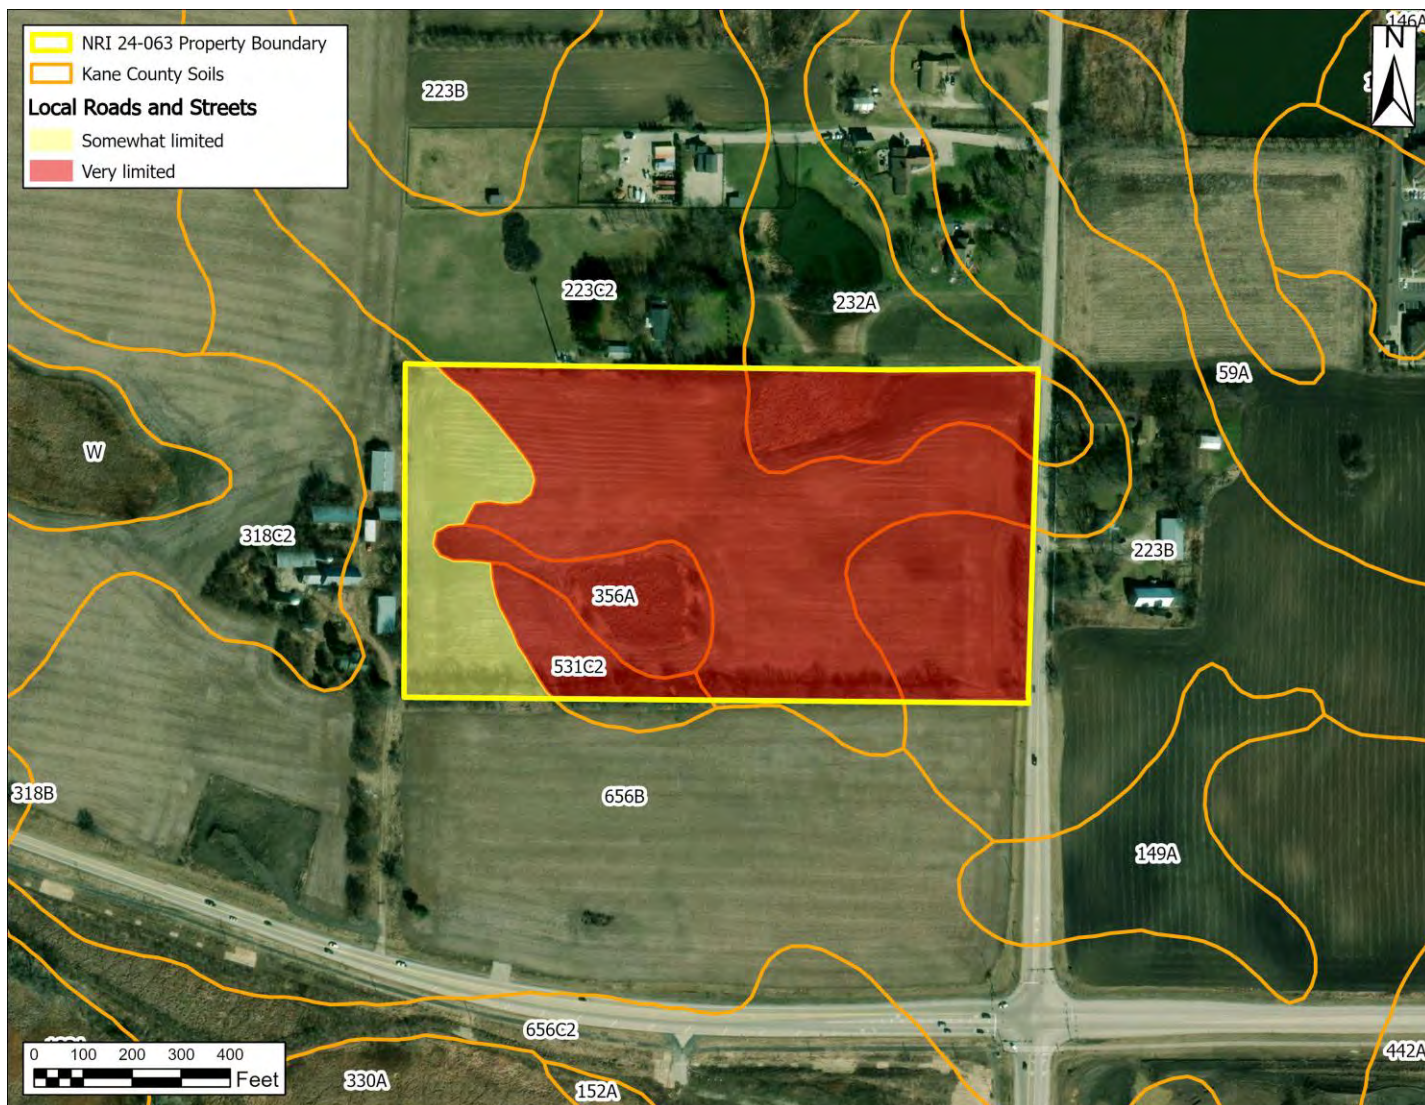 NRI 24-063 Property Boundary
Kane County Soils
Local Roads and Streets
Somewhat limited
Very limited
146A
N
223B
223C2
232A
59A
W
318C2
223B
356A
531C2
318B
656B
149A
656C2
442A
330A
152A
0 100 200 300 400
Feet